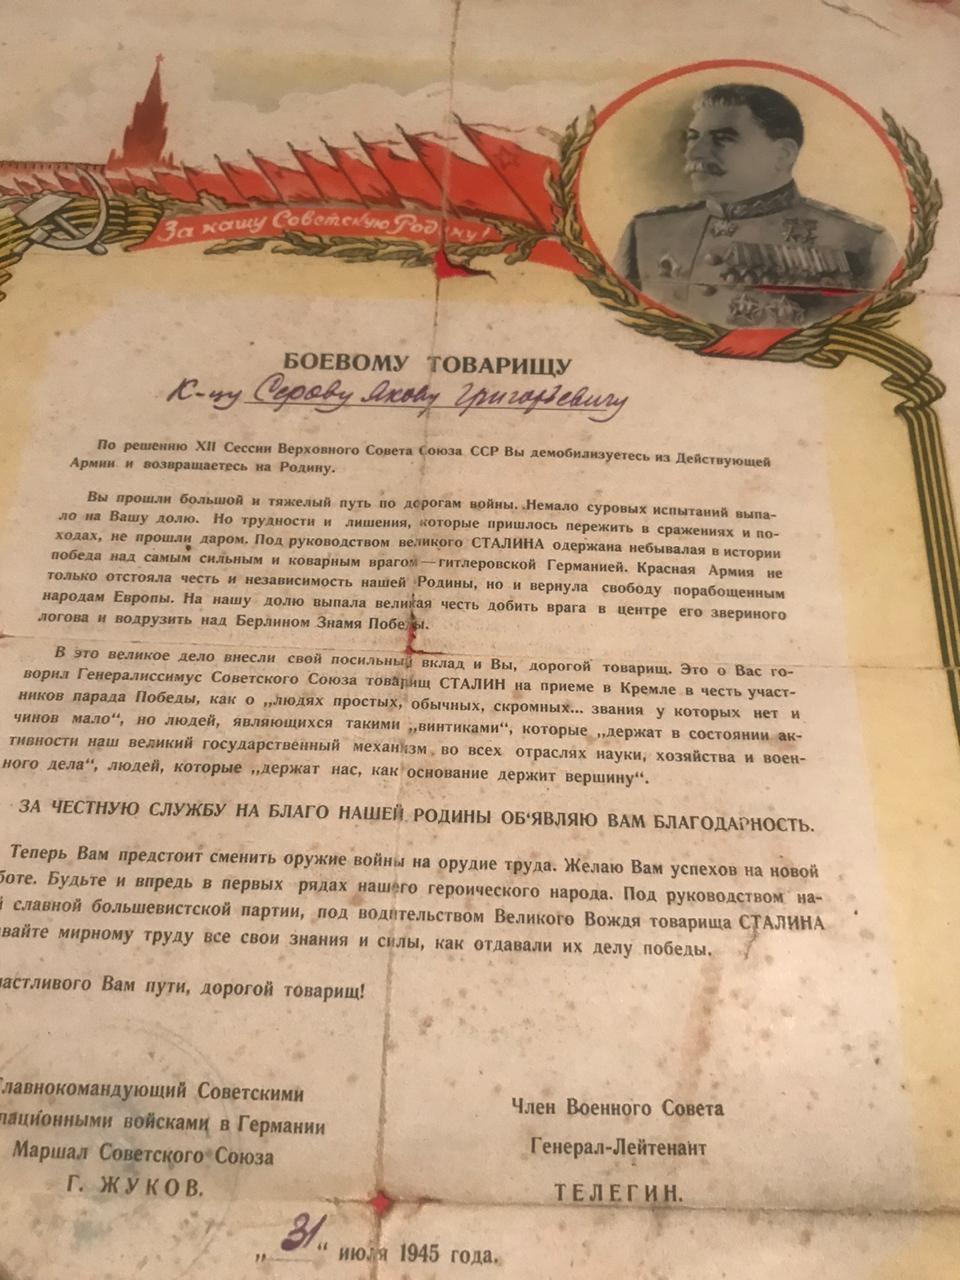 За нашу Советскую Родину!
БОЕВОМУ ТОВАРИЩУ
К-цу Серову Якову Григорьевичу
По решению XII Сессии Верховного Совета Союза ССР Вы демобилизуетесь из Действующей
Армии и возвращаетесь на Родину.
Вы прошли большой и тяжелый путь по дорогам войны. Немало суровых испытаний выпа-
ло на Вашу долю. Но трудности и лишения, которые пришлось пережить в сражениях и по-
ходах, не прошли даром. Под руководством великого СТАЛИНА одержана небывалая в истории
победа над самым сильным и коварным врагом — гитлеровской Германией. Красная Армия не
только отстояла честь и независимость нашей Родины, но и вернула свободу порабощенным
народам Европы. На нашу долю выпала великая честь добить врага в центре его звериного
логова и водрузить над Берлином Знамя Победы.
В это великое дело внесли свой посильный вклад и Вы, дорогой товарищ. Это о Вас го-
ворил Генералиссимус Советского Союза товарищ СТАЛИН на приеме в Кремле в честь участ-
ников парада Победы, как о „людях простых, обычных, скромных... звания у которых нет и
чинов мало“, но людей, являющихся такими „винтиками“, которые „держат в состоянии ак-
тивности наш великий государственный механизм во всех отраслях науки, хозяйства и воен-
ного дела“, людей, которые „держат нас, как основание держит вершину“.
ЗА ЧЕСТНУЮ СЛУЖБУ НА БЛАГО НАШЕЙ РОДИНЫ ОБ‘ЯВЛЯЮ ВАМ БЛАГОДАРНОСТЬ.
Теперь Вам предстоит сменить оружие войны на орудие труда. Желаю Вам успехов на новой
боте. Будьте и впредь в первых рядах нашего героического народа. Под руководством на-
й славной большевистской партии, под водительством Великого Вождя товарища СТАЛИНА
вайте мирному труду все свои знания и силы, как отдавали их делу победы.
частливого Вам пути, дорогой товарищ!
Главнокомандующий Советскими
пационными войсками в Германии
Маршал Советского Союза
Г. ЖУКОВ.
Член Военного Совета
Генерал-Лейтенант
ТЕЛЕГИН.
„31“ июля 1945 года.